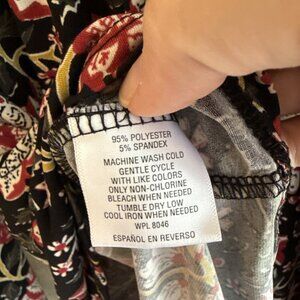 95% POLYESTER
5% SPANDEX
MACHINE WASH COLD
GENTLE CYCLE
WITH LIKE COLORS
ONLY NON-CHLORINE
BLEACH WHEN NEEDED
TUMBLE DRY LOW
COOL IRON WHEN NEEDED
WPL 8046
ESPAÑOL EN REVERSO